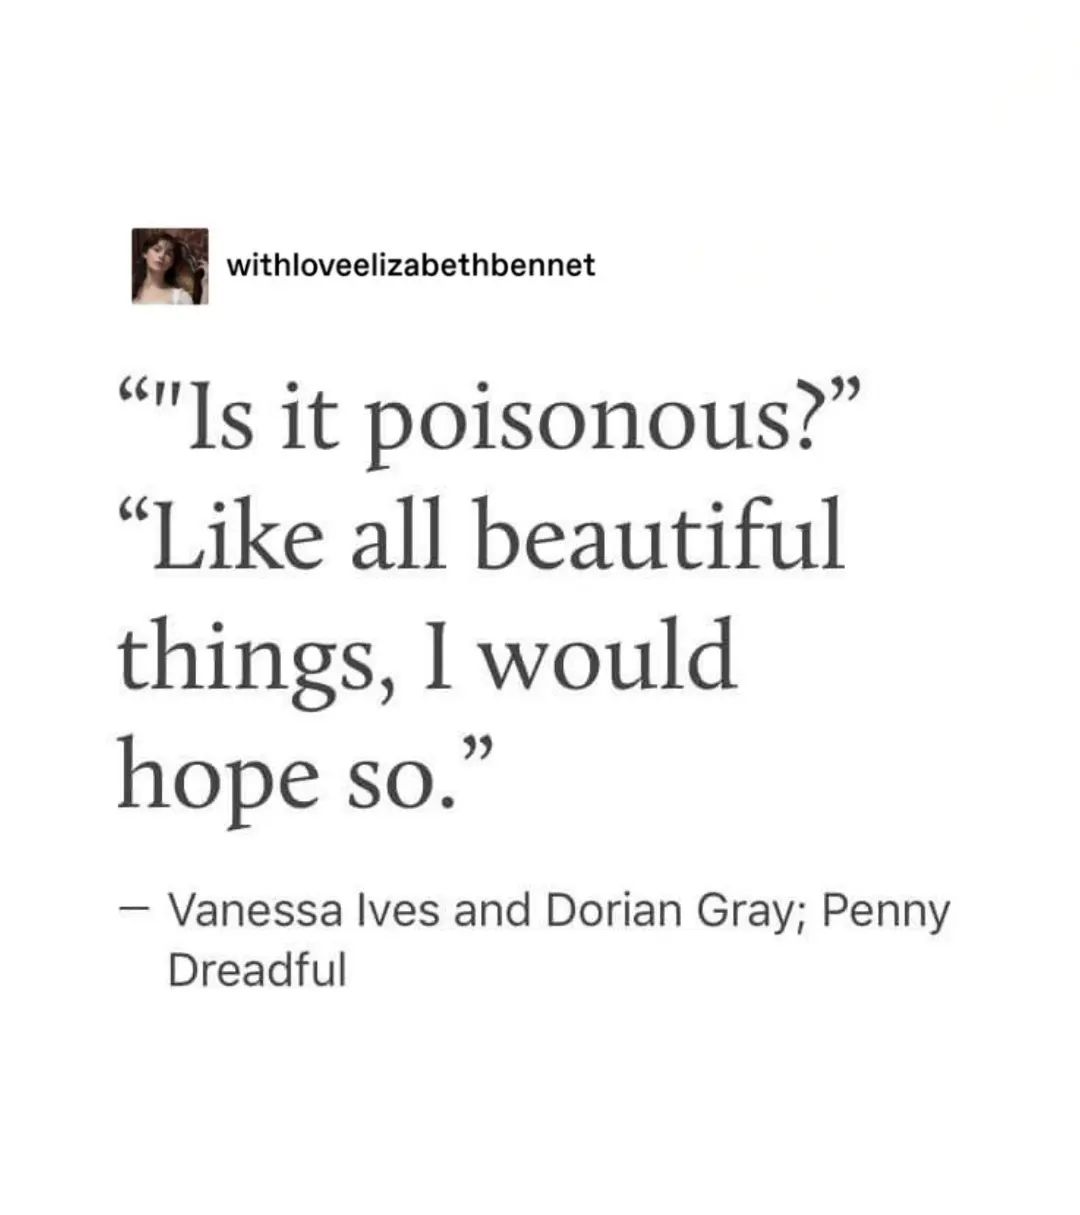 withloveelizabethbennet
“"Is it poisonous?”
“Like all beautiful
things, I would
hope so.”
— Vanessa Ives and Dorian Gray; Penny
Dreadful